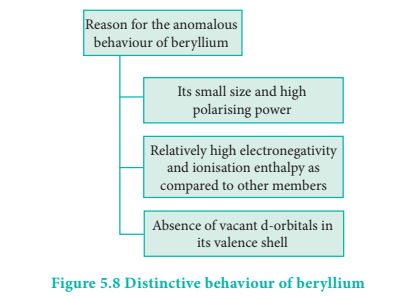 Reason for the anomalous
behaviour of beryllium
Its small size and high
polarising power
Relatively high electronegativity
and ionisation enthalpy as
compared to other members
Absence of vacant d-orbitals in
its valence shell
Figure 5.8 Distinctive behaviour of beryllium